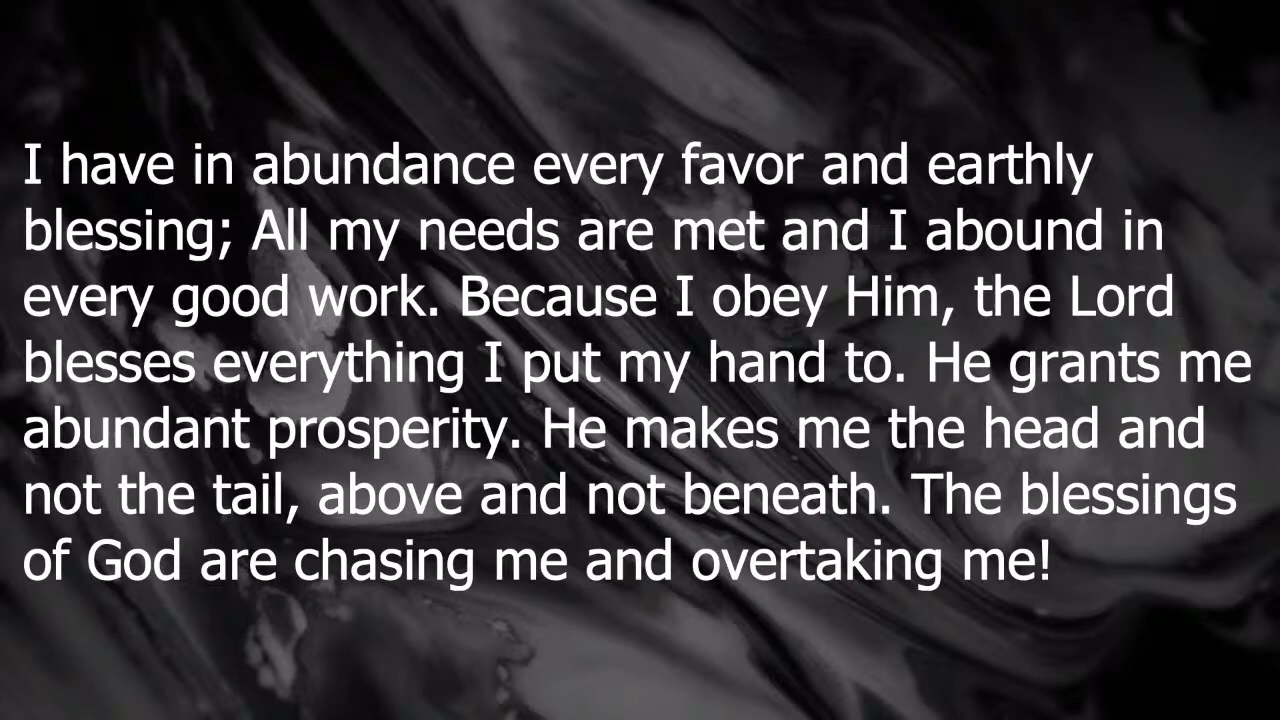 I have in abundance every favor and earthly
blessing; All my needs are met and I abound in
every good work. Because I obey Him, the Lord
blesses everything I put my hand to. He grants me
abundant prosperity. He makes me the head and
not the tail, above and not beneath. The blessings
of God are chasing me and overtaking me!